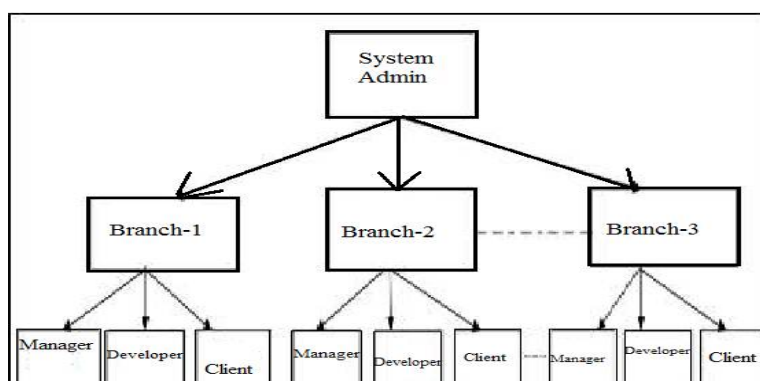 System
Admin
Branch-1
Branch-2
Branch-3
Manager
Developer
Client
Manager
Developer
Client
Manager
Developer
Client